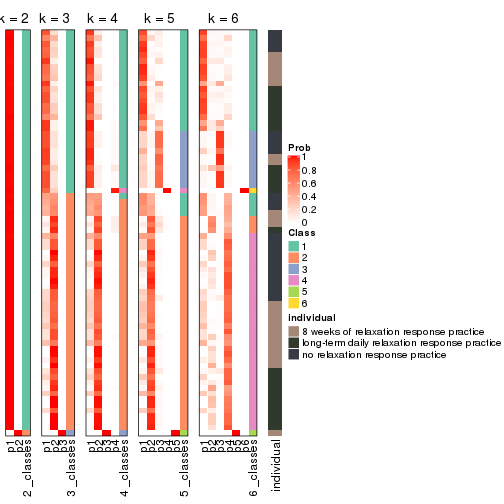 k = 2
k = 3
k = 4
k = 5
k = 6
Prob
1
0.8
0.6
0.4
0.2
0
Class
1
2
3
4
5
6
individual
8 weeks of relaxation response practice
long-term daily relaxation response practice
no relaxation response practice
p1
p2
2_classes
p1
p2
p3
3_classes
p1
p2
p3
p4
4_classes
p1
p2
p3
p4
p5
5_classes
p1
p2
p3
p4
p5
p6
6_classes
individual